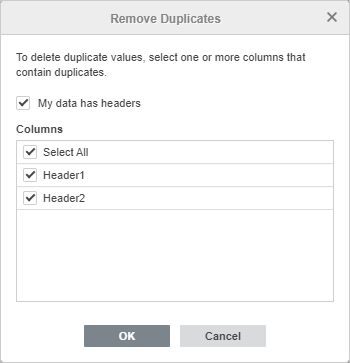 Remove Duplicates
To delete duplicate values, select one or more columns that
contain duplicates.
My data has headers
Columns
Select All
Header1
Header2
OK Cancel